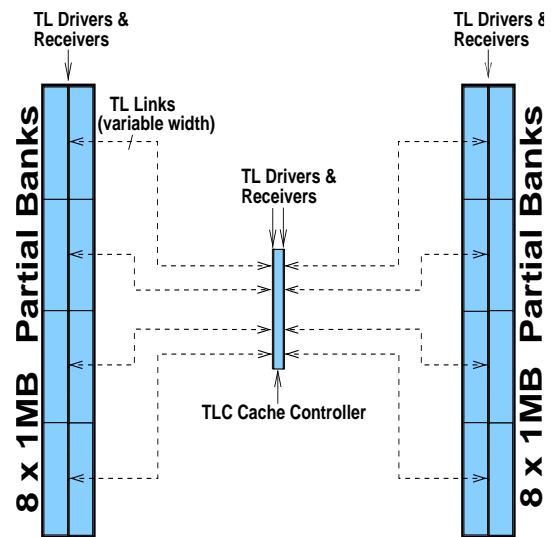 TL Drivers &
Receivers
TL Drivers &
Receivers
TL Links
(variable width)
TL Drivers &
Receivers
8 x 1MB Partial Banks
8 x 1MB Partial Banks
TLC Cache Controller